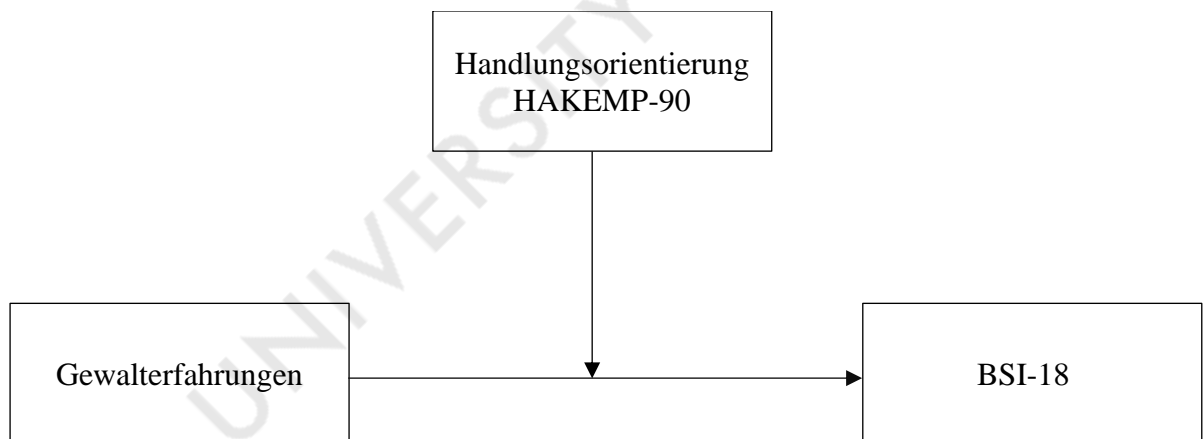 Handlungsorientierung
HAKEMP-90
UNIVERSITY
Gewalterfahrungen
BSI-18